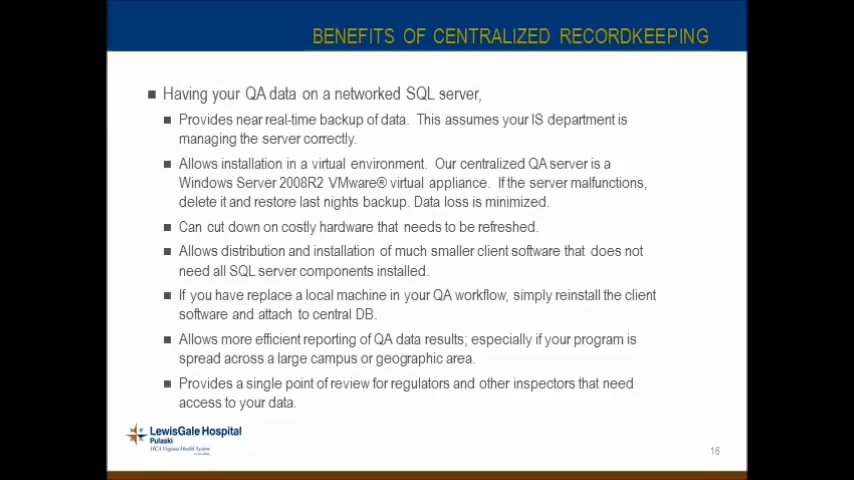 BENEFITS OF CENTRALIZED RECORDKEEPING
Having your QA data on a networked SQL server,
Provides near real-time backup of data. This assumes your IS department is
managing the server correctly.
Allows installation in a virtual environment. Our centralized QA server is a
Windows Server 2008R2 VMware® virtual appliance. If the server malfunctions,
delete it and restore last nights backup. Data loss is minimized.
Can cut down on costly hardware that needs to be refreshed.
Allows distribution and installation of much smaller client software that does not
need all SQL server components installed.
If you have replace a local machine in your QA workflow, simply reinstall the client
software and attach to central DB.
Allows more efficient reporting of QA data results; especially if your program is
spread across a large campus or geographic area.
Provides a single point of review for regulators and other inspectors that need
access to your data.
LewisGale Hospital
Pulaski
HCA Virginia Health System
16